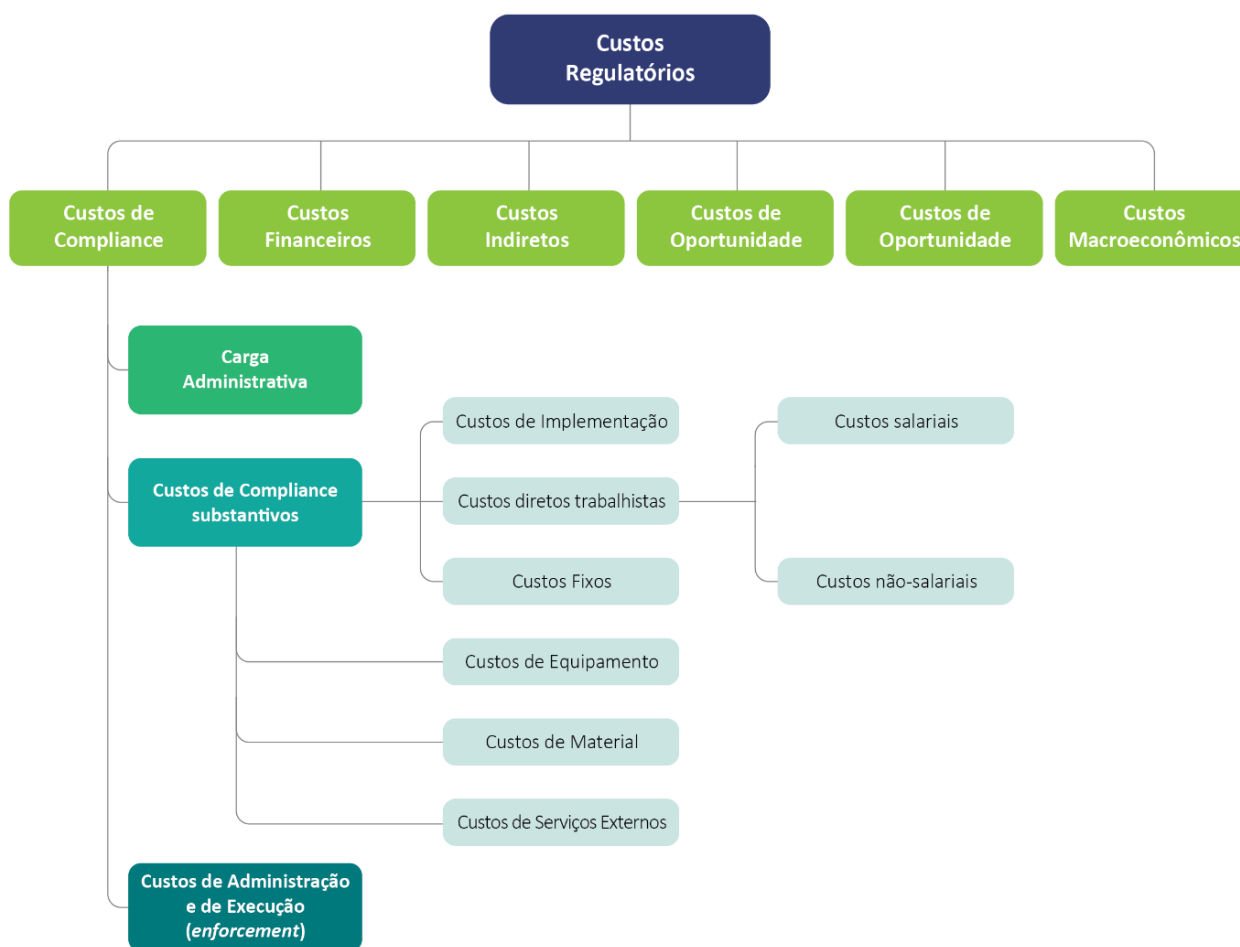 Custos
Regulatórios
Custos de
Compliance
Custos
Financeiros
Custos
Indiretos
Custos de
Oportunidade
Custos de
Oportunidade
Custos
Macroeconômicos
Carga
Administrativa
Custos de Compliance
substantivos
Custos de Implementação
Custos diretos trabalhistas
Custos Fixos
Custos salariais
Custos não-salariais
Custos de Equipamento
Custos de Material
Custos de Serviços Externos
Custos de Administração
e de Execução
(enforcement)